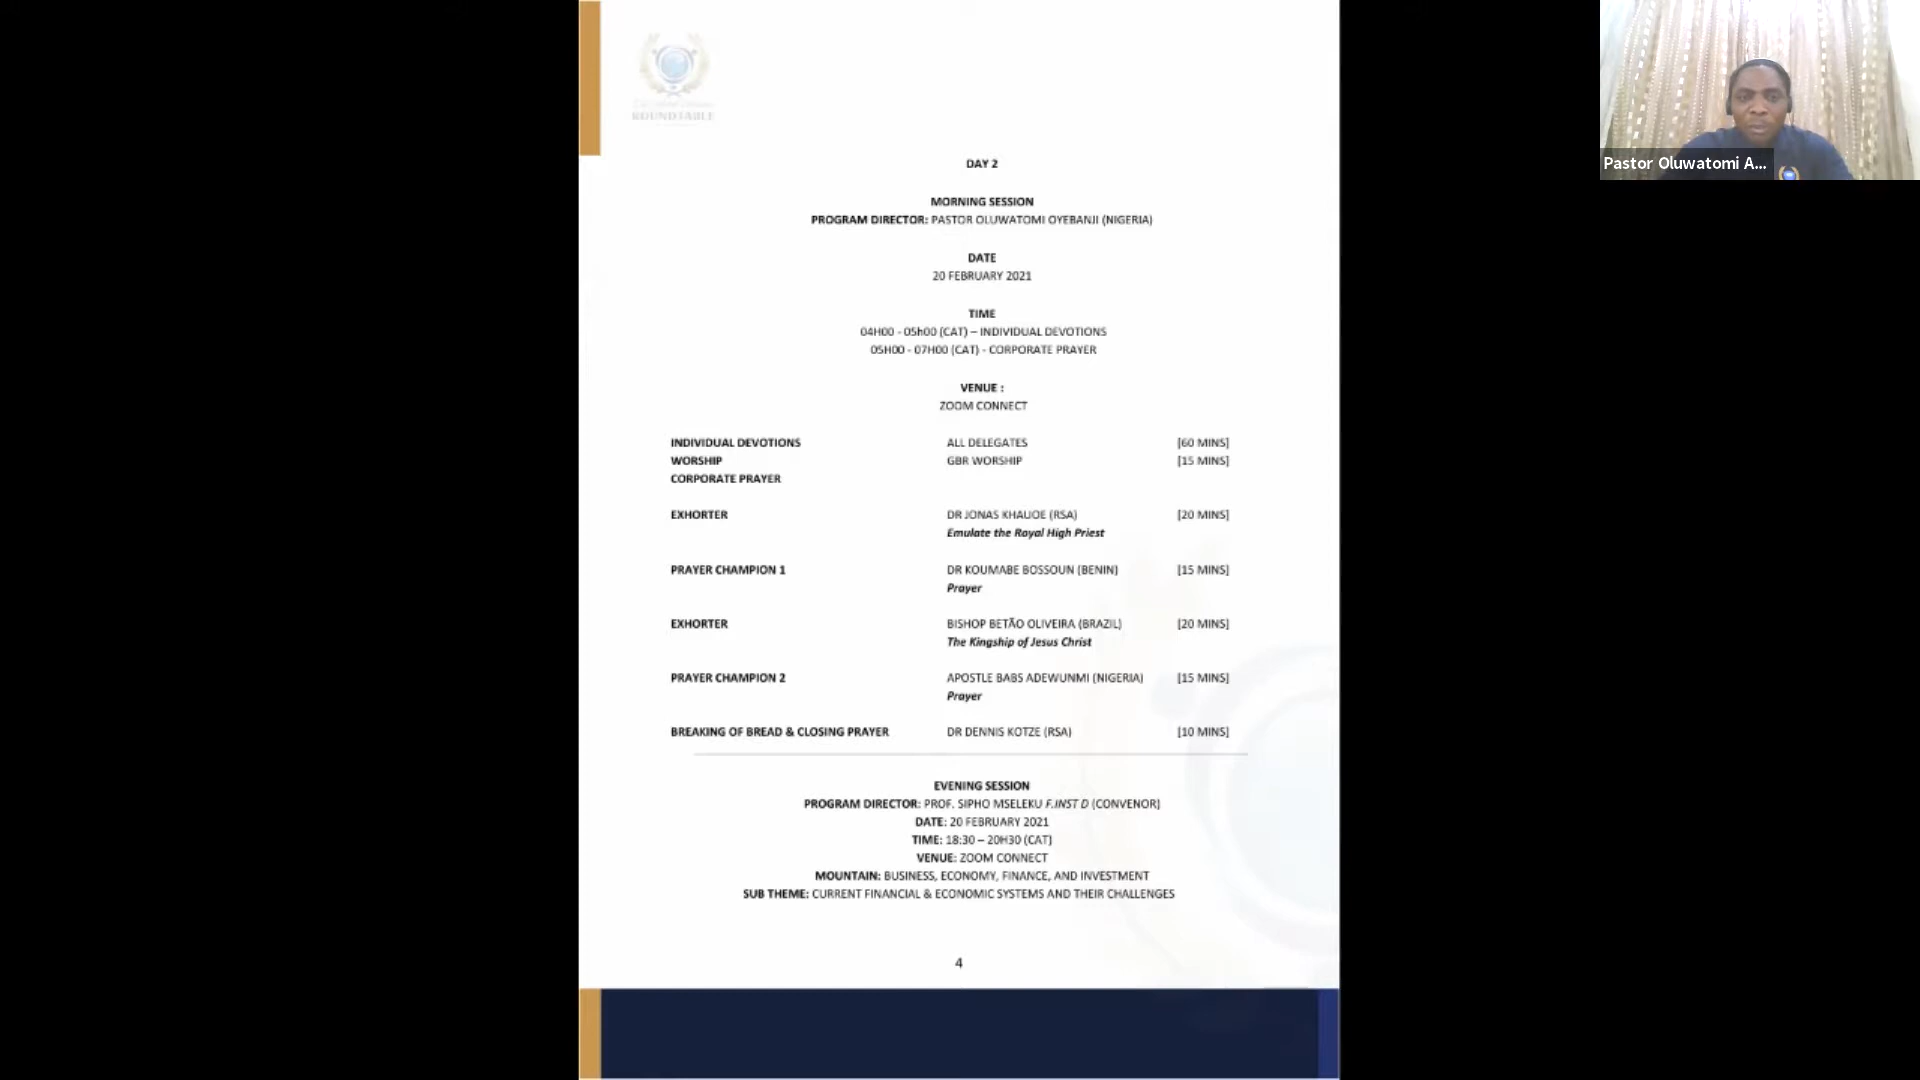 ROUNDTABLE
Pastor Oluwatomi A...
DAY 2
MORNING SESSION
PROGRAM DIRECTOR: PASTOR OLUWATOMI OYEBANJI (NIGERIA)
DATE
20 FEBRUARY 2021
TIME
04H00 - 05h00 (CAT) – INDIVIDUAL DEVOTIONS
05H00 - 07H00 (CAT) - CORPORATE PRAYER
VENUE :
ZOOM CONNECT
INDIVIDUAL DEVOTIONS ALL DELEGATES [60 MINS]
WORSHIP GBR WORSHIP [15 MINS]
CORPORATE PRAYER
EXHORTER DR JONAS KHAUOE (RSA) [20 MINS]
Emulate the Royal High Priest
PRAYER CHAMPION 1 DR KOUMABE BOSSOUN (BENIN) [15 MINS]
Prayer
EXHORTER BISHOP BETÃO OLIVEIRA (BRAZIL) [20 MINS]
The Kingship of Jesus Christ
PRAYER CHAMPION 2 APOSTLE BABS ADEWUNMI (NIGERIA) [15 MINS]
Prayer
BREAKING OF BREAD & CLOSING PRAYER DR DENNIS KOTZE (RSA) [10 MINS]
EVENING SESSION
PROGRAM DIRECTOR: PROF. SIPHO MSELEKU F.INST D (CONVENOR)
DATE: 20 FEBRUARY 2021
TIME: 18:30 – 20H30 (CAT)
VENUE: ZOOM CONNECT
MOUNTAIN: BUSINESS, ECONOMY, FINANCE, AND INVESTMENT
SUB THEME: CURRENT FINANCIAL & ECONOMIC SYSTEMS AND THEIR CHALLENGES
4